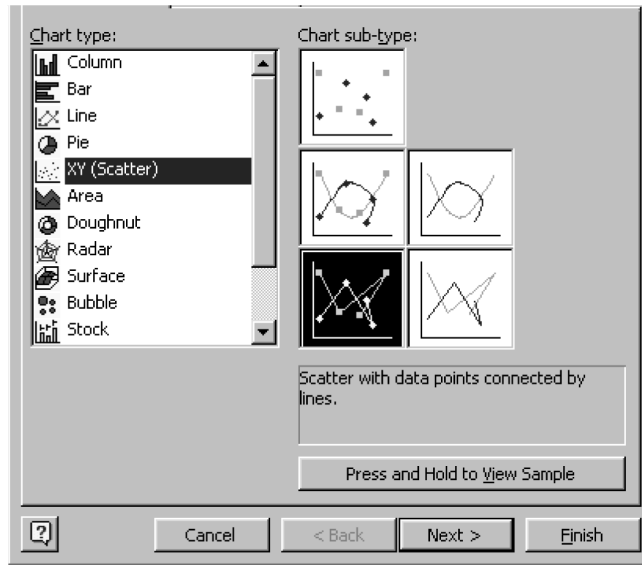 Chart type:
Column
Bar
Line
Pie
XY (Scatter)
Area
Doughnut
Radar
Surface
Bubble
Stock
Chart sub-type:
Scatter with data points connected by
lines.
Press and Hold to View Sample
Cancel
< Back
Next >
Finish